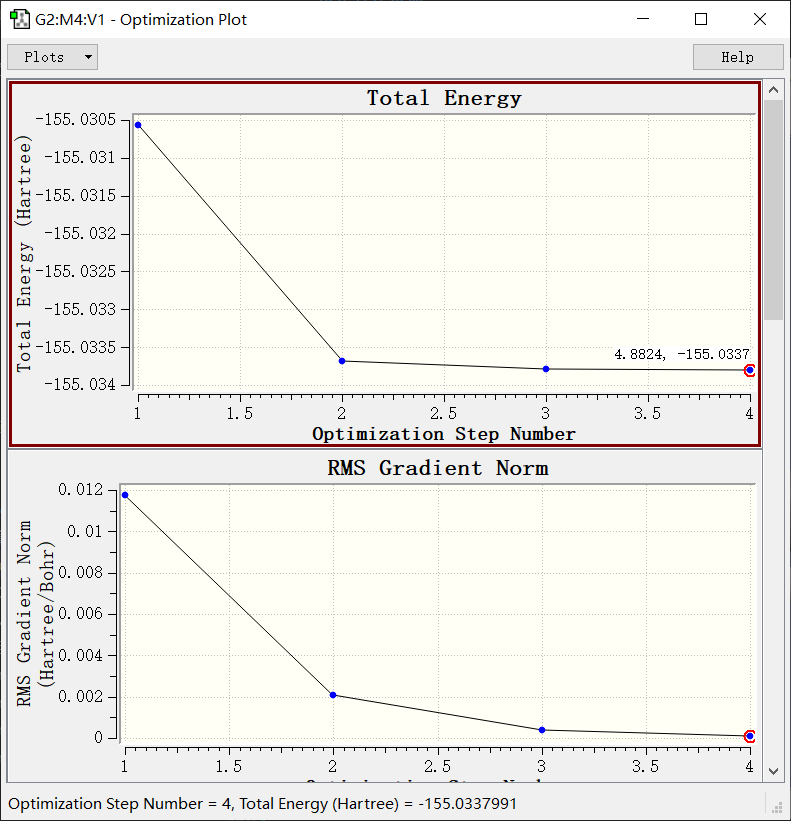 G2:M4:V1 - Optimization Plot
Plots
Help
Total Energy
Total Energy (Hartree)
-155.0305
-155.031
-155.0315
-155.032
-155.0325
-155.033
-155.0335
-155.034
4.8824, -155.0337
1 1.5 2 2.5 3 3.5 4
Optimization Step Number
RMS Gradient Norm
RMS Gradient Norm
(Hartree/Bohr)
0.012
0.01
0.008
0.006
0.004
0.002
0
1 1.5 2 2.5 3 3.5 4
Optimization Step Number = 4, Total Energy (Hartree) = -155.0337991